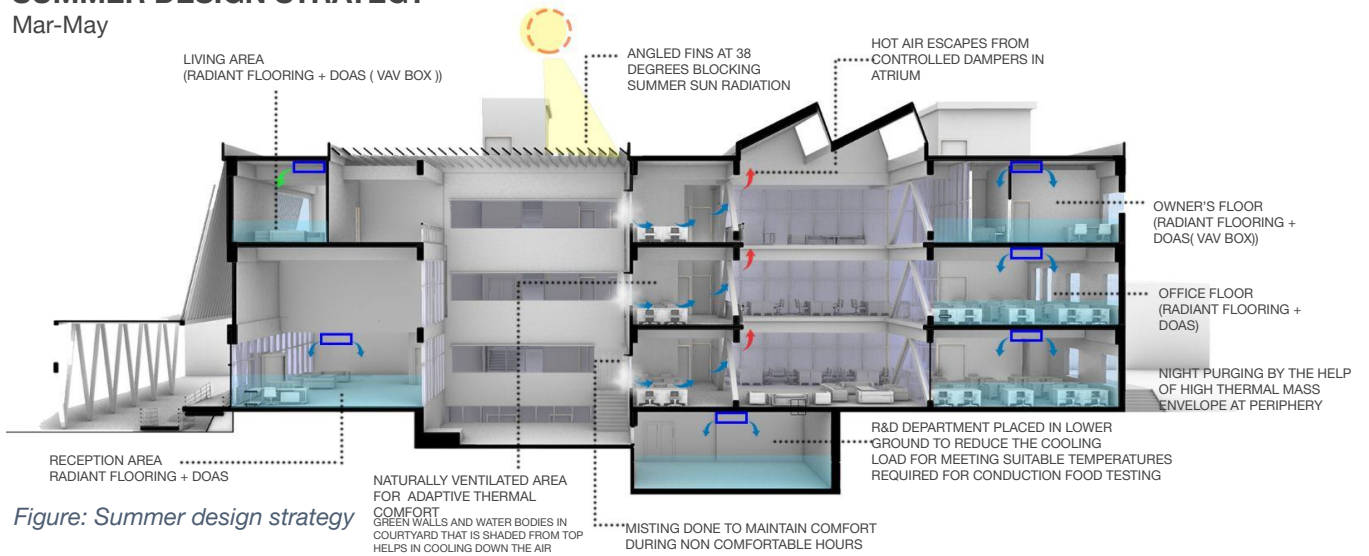 SUMMER DESIGN STRATEGY
Mar-May
LIVING AREA
(RADIANT FLOORING + DOAS ( VAV BOX ))
ANGLED FINS AT 38
DEGREES BLOCKING
SUMMER SUN RADIATION
HOT AIR ESCAPES FROM
CONTROLLED DAMPERS IN
ATRIUM
OWNER'S FLOOR
(RADIANT FLOORING +
DOAS( VAV BOX))
OFFICE FLOOR
(RADIANT FLOORING +
DOAS)
NIGHT PURGING BY THE HELP
OF HIGH THERMAL MASS
ENVELOPE AT PERIPHERY
R&D DEPARTMENT PLACED IN LOWER
GROUND TO REDUCE THE COOLING
LOAD FOR MEETING SUITABLE TEMPERATURES
REQUIRED FOR CONDUCTION FOOD TESTING
RECEPTION AREA
RADIANT FLOORING + DOAS
NATURALLY VENTILATED AREA
FOR ADAPTIVE THERMAL
COMFORT
GREEN WALLS AND WATER BODIES IN
COURTYARD THAT IS SHADED FROM TOP
HELPS IN COOLING DOWN THE AIR
MISTING DONE TO MAINTAIN COMFORT
DURING NON COMFORTABLE HOURS
Figure: Summer design strategy